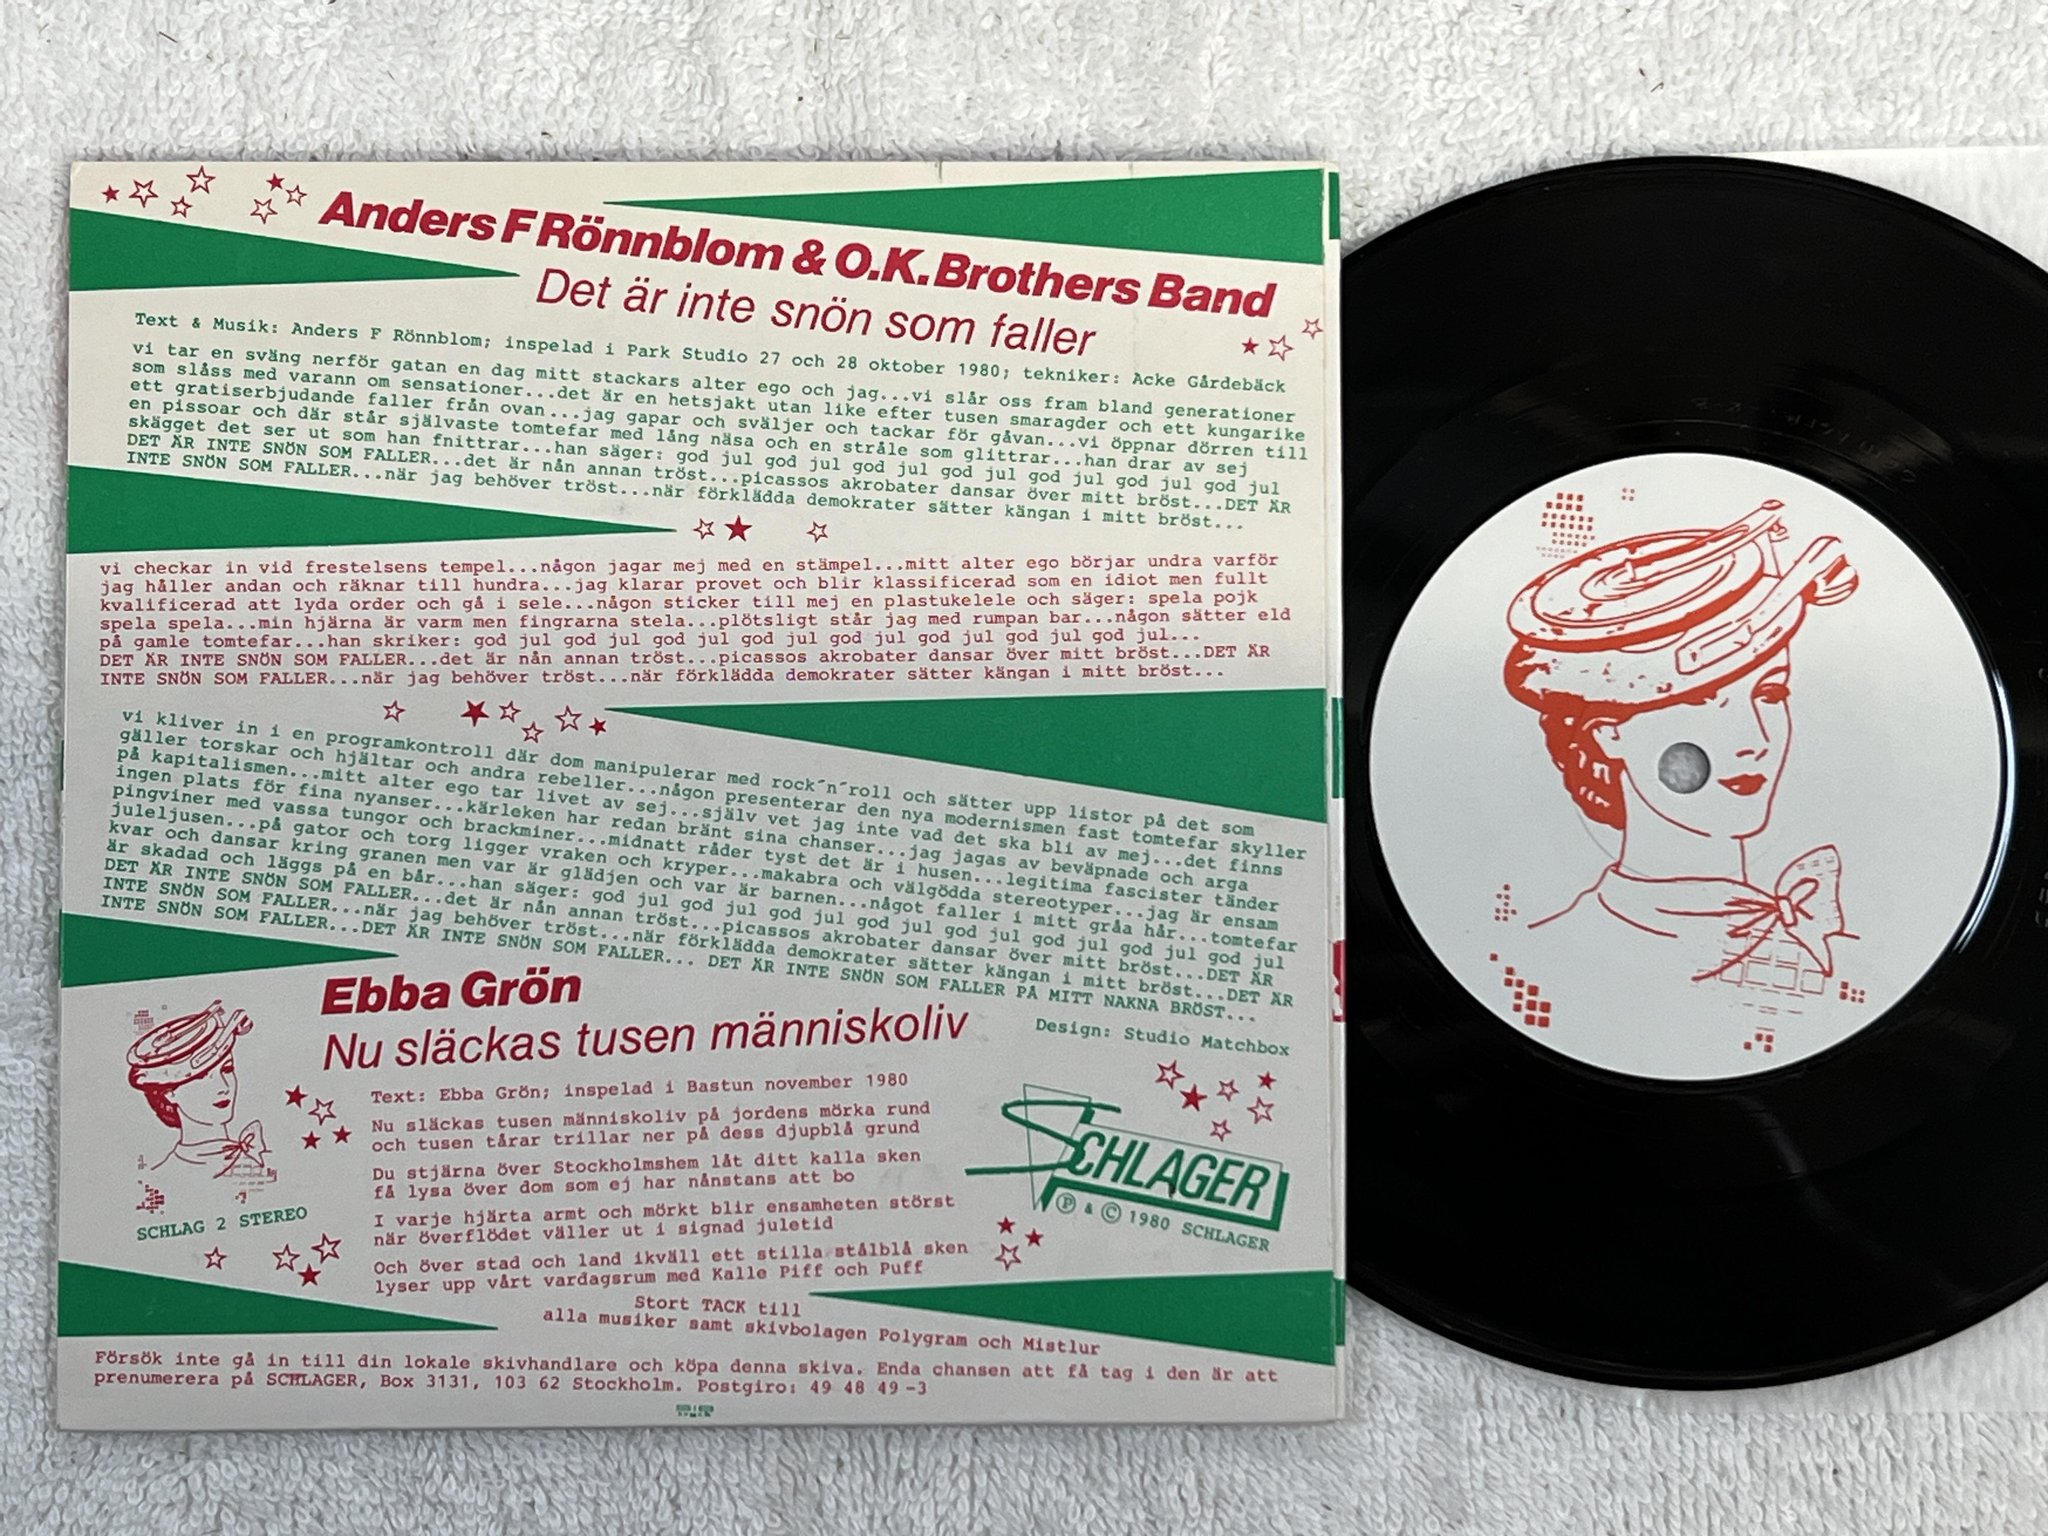 Anders F Rönnblom & O.K. Brothers Band
Det är inte snön som faller
Text & Musik: Anders F Rönnblom; inspelad i Park Studio 27 och 28 oktober 1980; tekniker: Acke Gårdebäck
vi tar en sväng nerför gatan en dag mitt stackars alter ego och jag...vi slår oss fram bland generationer
som slåss med varann om sensationer...det är en hetsjakt utan like efter tusen smaragder och ett kungarike
ett gratiserbjudande faller från ovan...jag gapar och sväljer och tackar för gåvan...vi öppnar dörren till
en pissoar och där står självaste tomtefar med lång näsa och en stråle som glittrar...han drar av sej
skägget det ser ut som han fnittrar...han säger: god jul god jul god jul god jul god jul god jul god jul
DET ÄR INTE SNÖN SOM FALLER...det är nån annan tröst...picassos akrobater dansar över mitt bröst...DET ÄR
INTE SNÖN SOM FALLER...när jag behöver tröst...när förklädda demokrater sätter kängan i mitt bröst...
vi checkar in vid frestelsens tempel...någon jagar mej med en stämpel...mitt alter ego börjar undra varför
jag håller andan och räknar till hundra...jag klarar provet och blir klassificerad som en idiot men fullt
kvalificerad att lyda order och gå i sele...någon sticker till mej en plastukelele och säger: spela pojk
spela spela...min hjärna är varm men fingrarna stela...plötsligt står jag med rumpan bar...någon sätter eld
på gamle tomtefar...han skriker: god jul god jul god jul god jul god jul god jul god jul god jul...
DET ÄR INTE SNÖN SOM FALLER...det är nån annan tröst...picassos akrobater dansar över mitt bröst...DET ÄR
INTE SNÖN SOM FALLER...när jag behöver tröst...när förklädda demokrater sätter kängan i mitt bröst...
vi kliver in i en programkontroll där dom manipulerar med rock´n´roll och sätter upp listor på det som
gäller torskar och hjältar och andra rebeller...någon presenterar den nya modernismen fast tomtefar skyller
på kapitalismen...mitt alter ego tar livet av sej...själv vet jag inte vad det ska bli av mej...det finns
ingen plats för fina nyanser...kärleken har redan bränt sina chanser...jag jagas av beväpnade och arga
pingviner med vassa tungor och brackminer...midnatt råder tyst det är i husen...legitima fascister tänder
juleljusen...på gator och torg ligger vraken och kryper...makabra och välgödda stereotyper...jag är ensam
kvar och dansar kring granen men var är glädjen och var är barnen...något faller i mitt gråa hår...tomtefar
är skadad och läggs på en bår...han säger: god jul god jul god jul god jul god jul god jul god jul god jul
DET ÄR INTE SNÖN SOM FALLER...det är nån annan tröst...picassos akrobater dansar över mitt bröst...DET ÄR
INTE SNÖN SOM FALLER...när jag behöver tröst...när förklädda demokrater sätter kängan i mitt bröst...DET ÄR
INTE SNÖN SOM FALLER...DET ÄR INTE SNÖN SOM FALLER... DET ÄR INTE SNÖN SOM FALLER PÅ MITT NAKNA BRÖST...
Design: Studio Matchbox
Ebba Grön
Nu släckas tusen människoliv
Text: Ebba Grön; inspelad i Bastun november 1980
Nu släckas tusen människoliv på jordens mörka rund
och tusen tårar trillar ner på dess djupblå grund
Du stjärna över Stockholmshem låt ditt kalla sken
få lysa över dom som ej har nånstans att bo
I varje hjärta armt och mörkt blir ensamheten störst
när överflödet väller ut i signad juletid
Och över stad och land ikväll ett stilla stålblå sken
lyser upp vårt vardagsrum med Kalle Piff och Puff
SCHLAG 2 STEREO
SCHLAGER
Ⓟ & © 1980 SCHLAGER
Stort TACK till
alla musiker samt skivbolagen Polygram och Mistlur
Försök inte gå in till din lokale skivhandlare och köpa denna skiva. Enda chansen att få tag i den är att
prenumerera på SCHLAGER, Box 3131, 103 62 Stockholm. Postgiro: 49 48 49-3